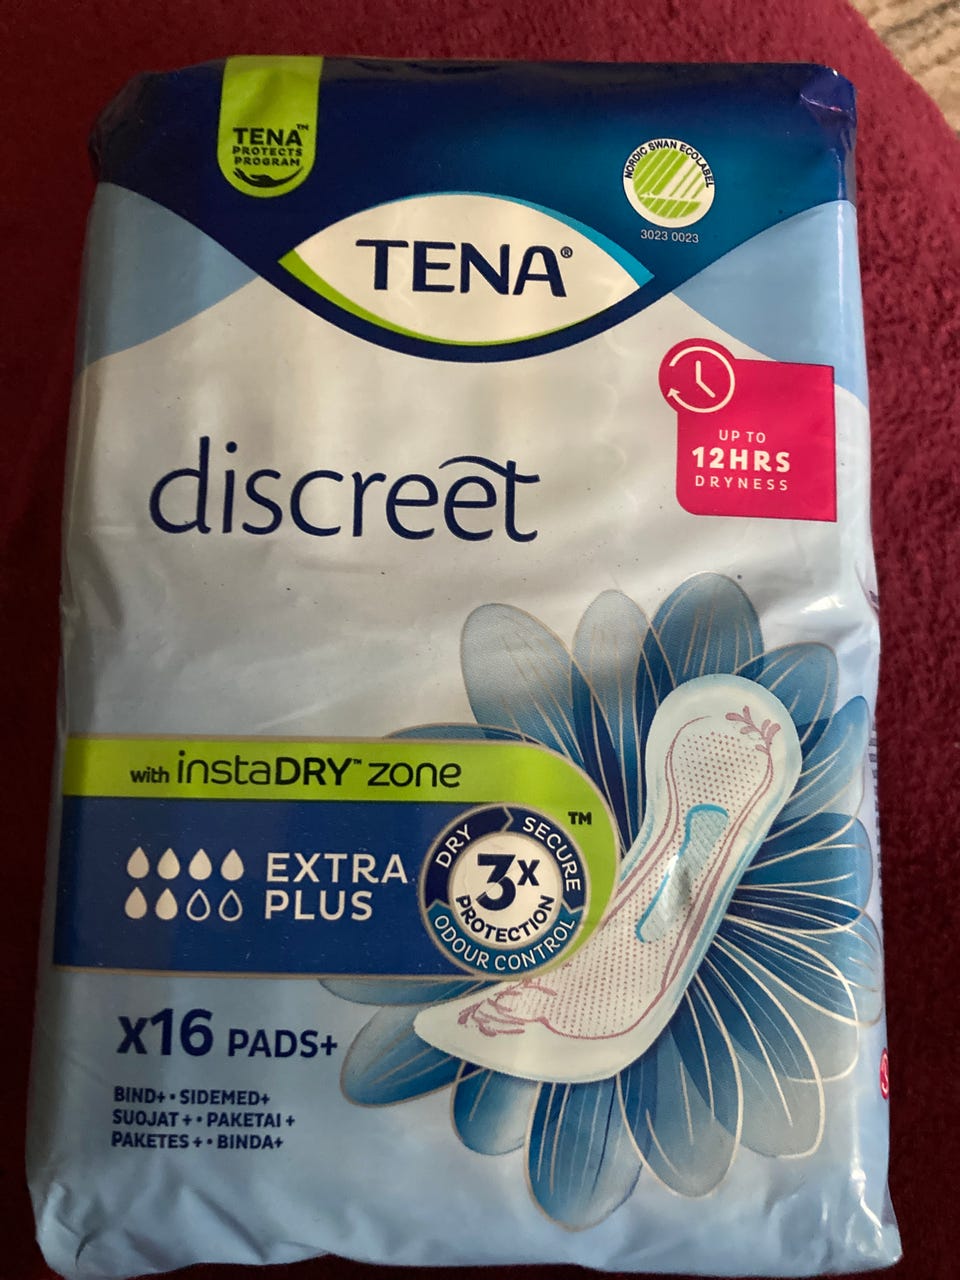 TENA™
PROTECTS
PROGRAM
NORDIC SWAN ECOLABEL
3023 0023
TENA®
UP TO
12HRS
DRYNESS
discreet
with instaDRY™ zone
EXTRA
PLUS
DRY
SECURE
™
3x
PROTECTION
ODOUR CONTROL
x16 PADS+
BIND+ • SIDEMED+
SUOJAT + • PAKETAI +
PAKETES + • BINDA+